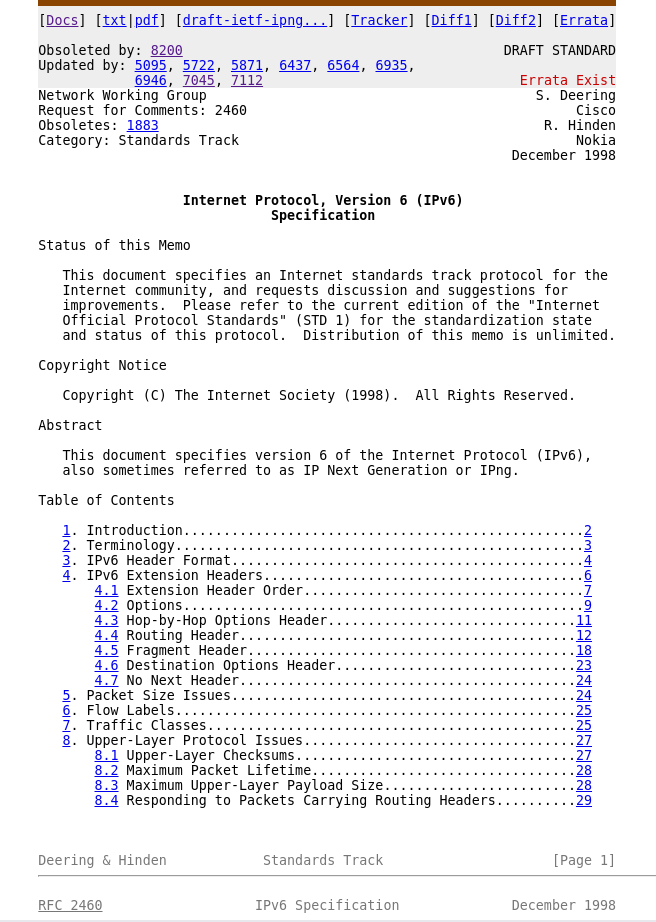 [Docs] [txt|pdf] [draft-ietf-ipng...] [Tracker] [Diff1] [Diff2] [Errata]
Obsoleted by: 8200 DRAFT STANDARD
Updated by: 5095, 5722, 5871, 6437, 6564, 6935,
6946, 7045, 7112 Errata Exist
Network Working Group S. Deering
Request for Comments: 2460 Cisco
Obsoletes: 1883 R. Hinden
Category: Standards Track Nokia
December 1998
Internet Protocol, Version 6 (IPv6)
Specification
Status of this Memo
This document specifies an Internet standards track protocol for the
Internet community, and requests discussion and suggestions for
improvements.  Please refer to the current edition of the "Internet
Official Protocol Standards" (STD 1) for the standardization state
and status of this protocol.  Distribution of this memo is unlimited.
Copyright Notice
Copyright (C) The Internet Society (1998).  All Rights Reserved.
Abstract
This document specifies version 6 of the Internet Protocol (IPv6),
also sometimes referred to as IP Next Generation or IPng.
Table of Contents
1. Introduction..................................................2
2. Terminology...................................................3
3. IPv6 Header Format............................................4
4. IPv6 Extension Headers........................................6
4.1 Extension Header Order...................................7
4.2 Options..................................................9
4.3 Hop-by-Hop Options Header...............................11
4.4 Routing Header..........................................12
4.5 Fragment Header.........................................18
4.6 Destination Options Header..............................23
4.7 No Next Header..........................................24
5. Packet Size Issues...........................................24
6. Flow Labels..................................................25
7. Traffic Classes..............................................25
8. Upper-Layer Protocol Issues..................................27
8.1 Upper-Layer Checksums...................................27
8.2 Maximum Packet Lifetime.................................28
8.3 Maximum Upper-Layer Payload Size........................28
8.4 Responding to Packets Carrying Routing Headers..........29
Deering & Hinden Standards Track [Page 1]
RFC 2460 IPv6 Specification December 1998